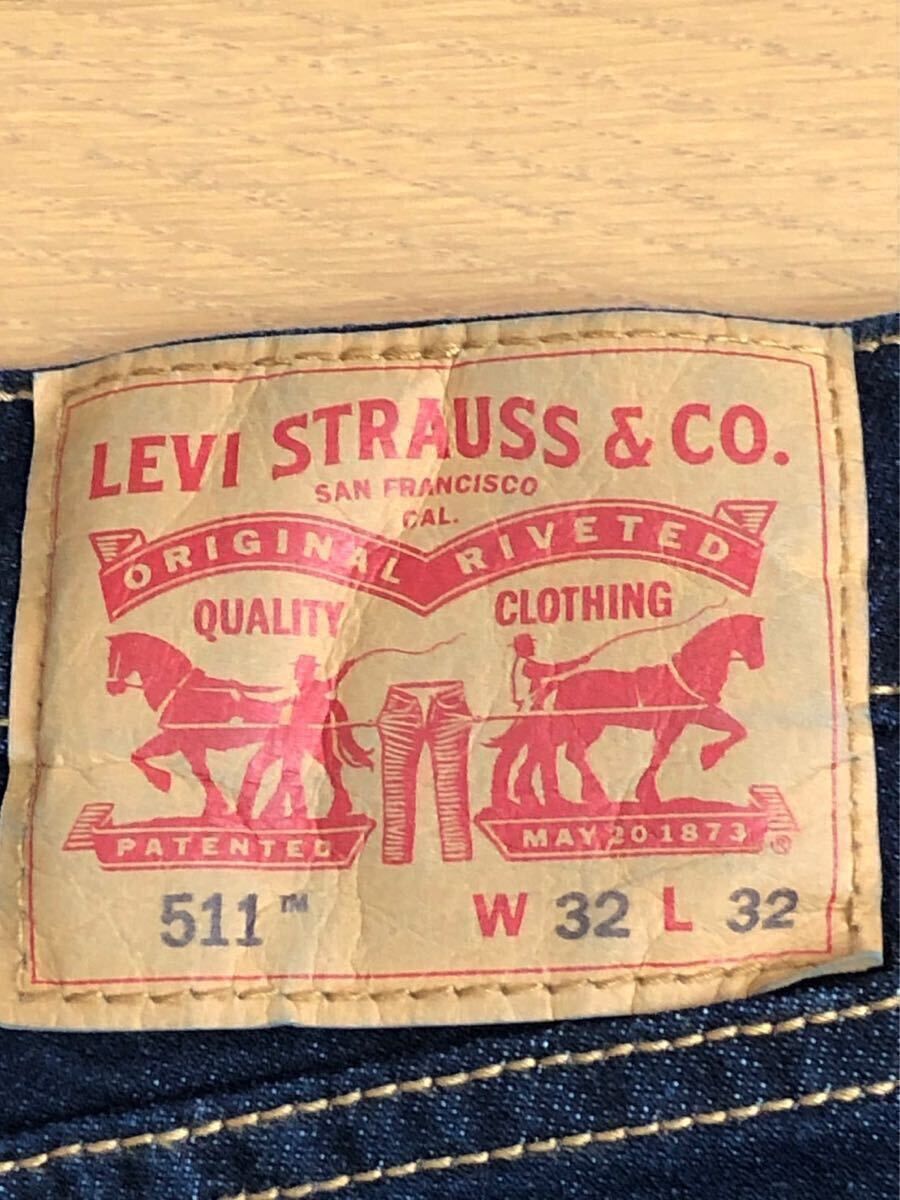 LEVI STRAUSS & CO.
SAN FRANCISCO
CAL.
ORIGINAL RIVETED
QUALITY CLOTHING
PATENTED MAY 20 1873 ®
511™ W 32 L 32